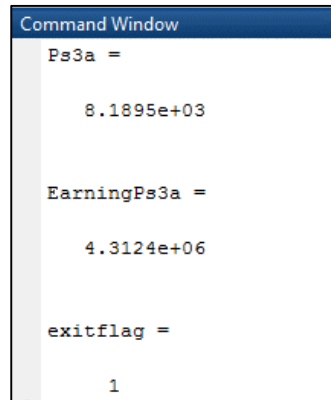 Command Window
Ps3a =
8.1895e+03
EarningPs3a =
4.3124e+06
exitflag =
1